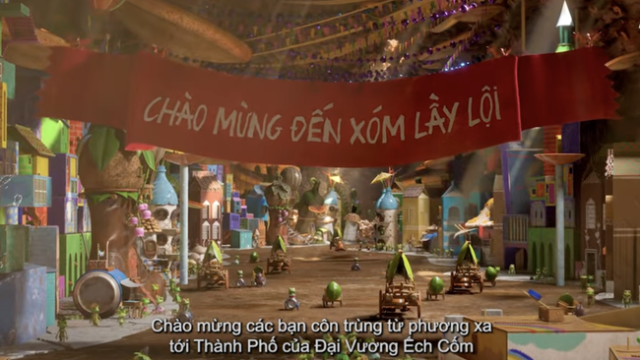 CHÀO MỪNG ĐẾN XÓM LẦY LỘI
Chào mừng các bạn côn trùng từ phương xa
tới Thành Phố của Đại Vương Ếch Cốm